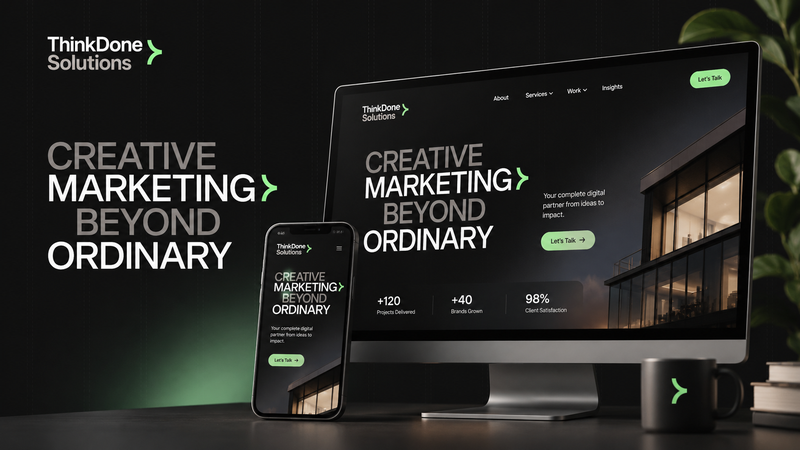 ThinkDone
Solutions
CREATIVE
MARKETING
BEYOND
ORDINARY
ThinkDone
Solutions
About
Services
Work
Insights
Let's Talk
CREATIVE
MARKETING
BEYOND
ORDINARY
Your complete digital
partner from ideas to
impact.
Let's Talk →
+120
Projects Delivered
+40
Brands Grown
98%
Client Satisfaction
ThinkDone
Solutions
CREATIVE
MARKETING
BEYOND
ORDINARY
Your complete digital
partner from ideas to
impact.
Let's Talk →